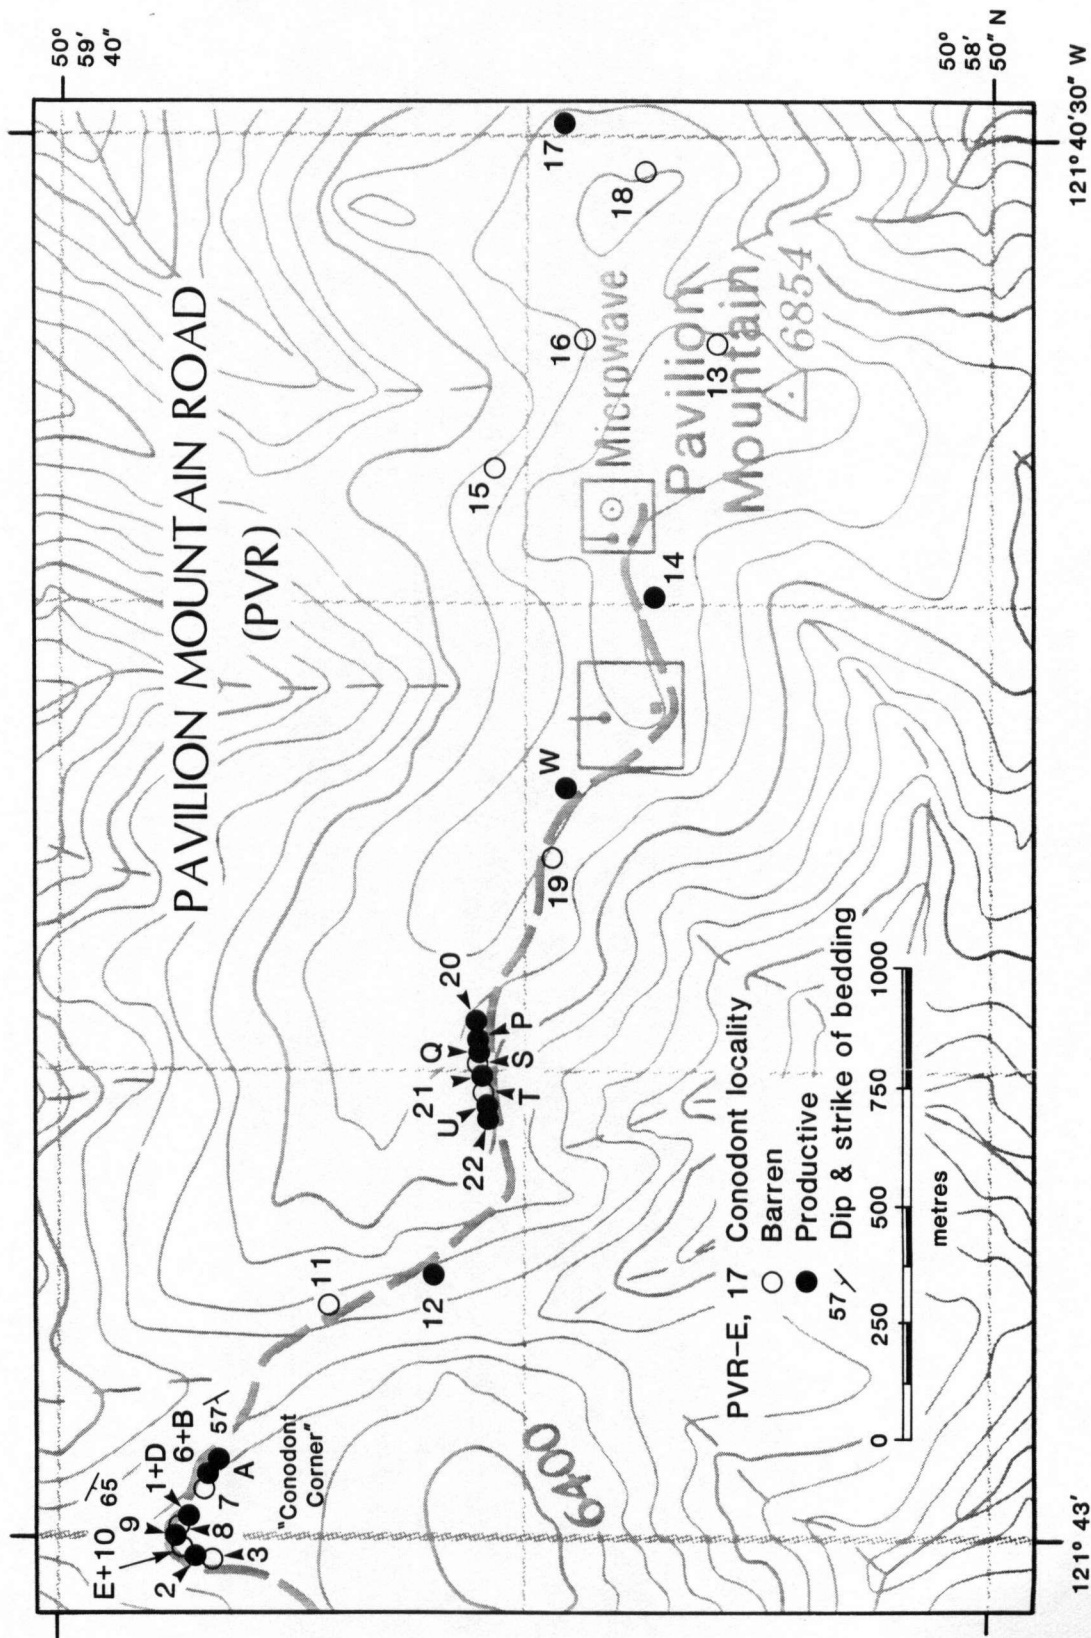 PAVILION MOUNTAIN ROAD
(PVR)
50°
59'
40"
50°
58'
50" N
121° 43'
121° 40'30" W
E+10
9
1+D
65
6+B
57
2
3
8
7
A
"Conodont
Corner"
11
12
22
U
21
Q
20
T
S
P
19
W
14
15
16
13
17
18
Microwave
Pavilion
Mountain
6854
6400
PVR-E, 17 Conodont locality
Barren
Productive
57 Dip & strike of bedding
0 250 500 750 1000
metres